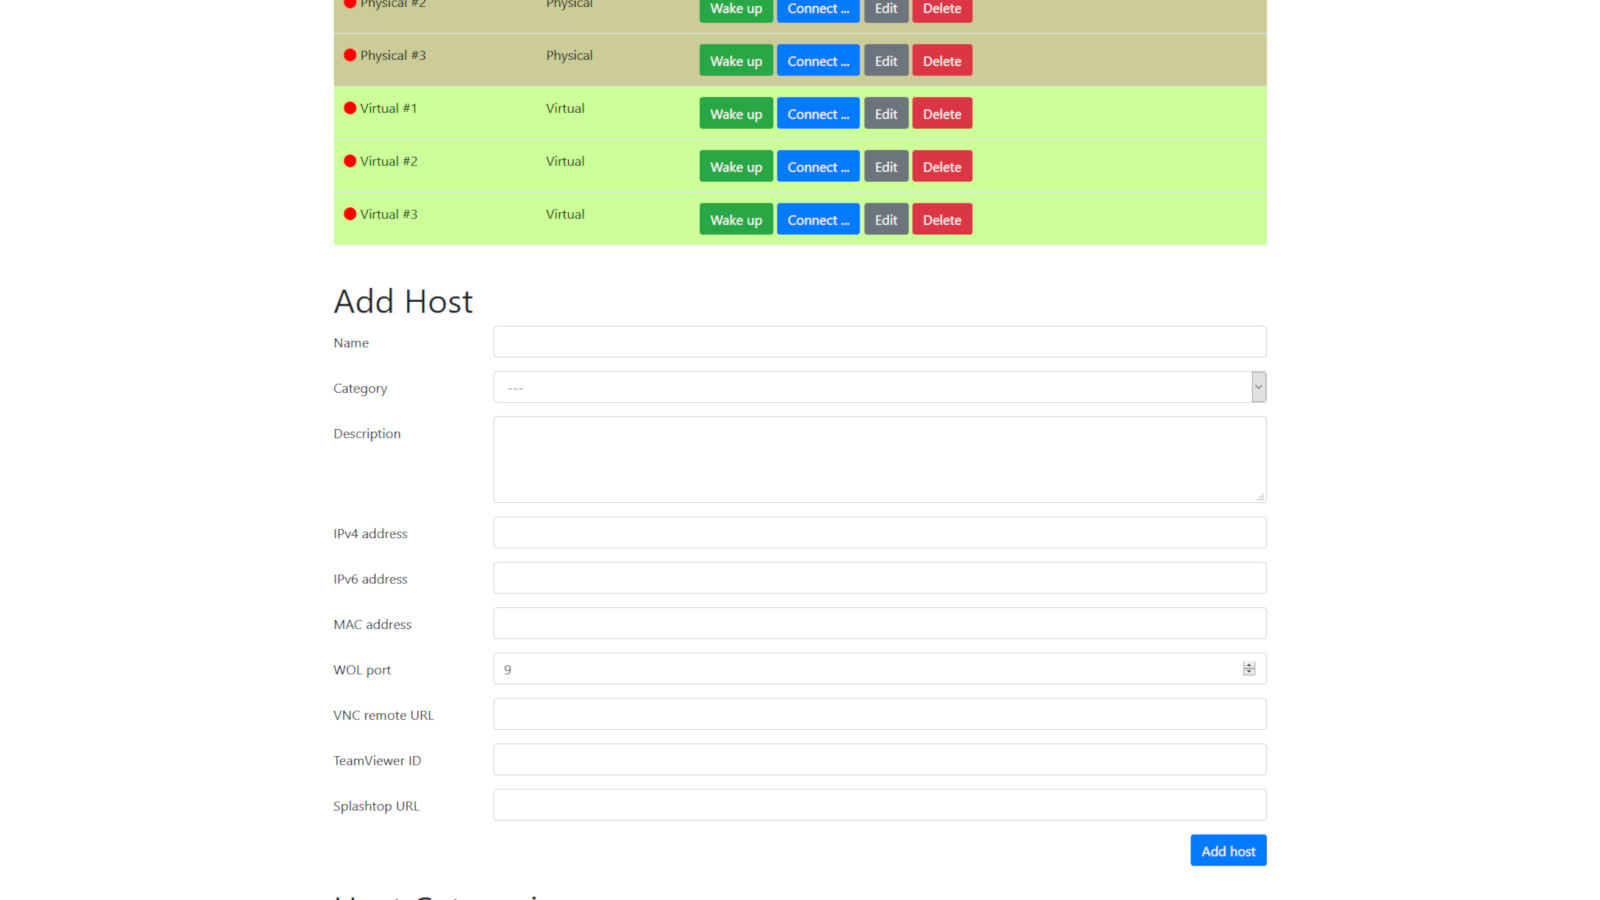 Physical #2 Physical Wake up Connect ... Edit Delete
Physical #3 Physical Wake up Connect ... Edit Delete
Virtual #1 Virtual Wake up Connect ... Edit Delete
Virtual #2 Virtual Wake up Connect ... Edit Delete
Virtual #3 Virtual Wake up Connect ... Edit Delete
Add Host
Name
Category ---
Description
IPv4 address
IPv6 address
MAC address
WOL port 9
VNC remote URL
TeamViewer ID
Splashtop URL
Add host